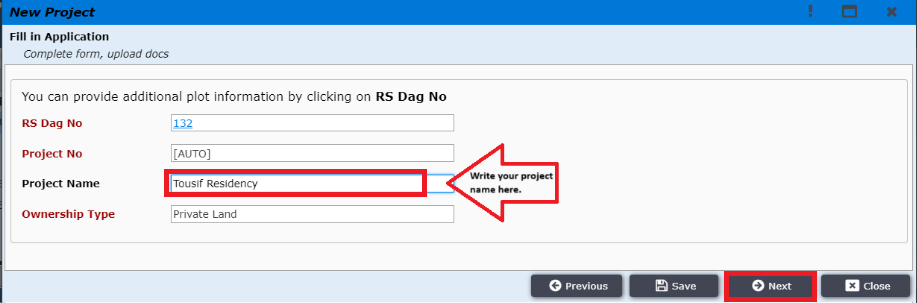 New Project
Fill in Application
Complete form, upload docs
You can provide additional plot information by clicking on RS Dag No
RS Dag No 132
Project No [AUTO]
Project Name Tousif Residency
Write your project
name here.
Ownership Type Private Land
Previous Save Next Close